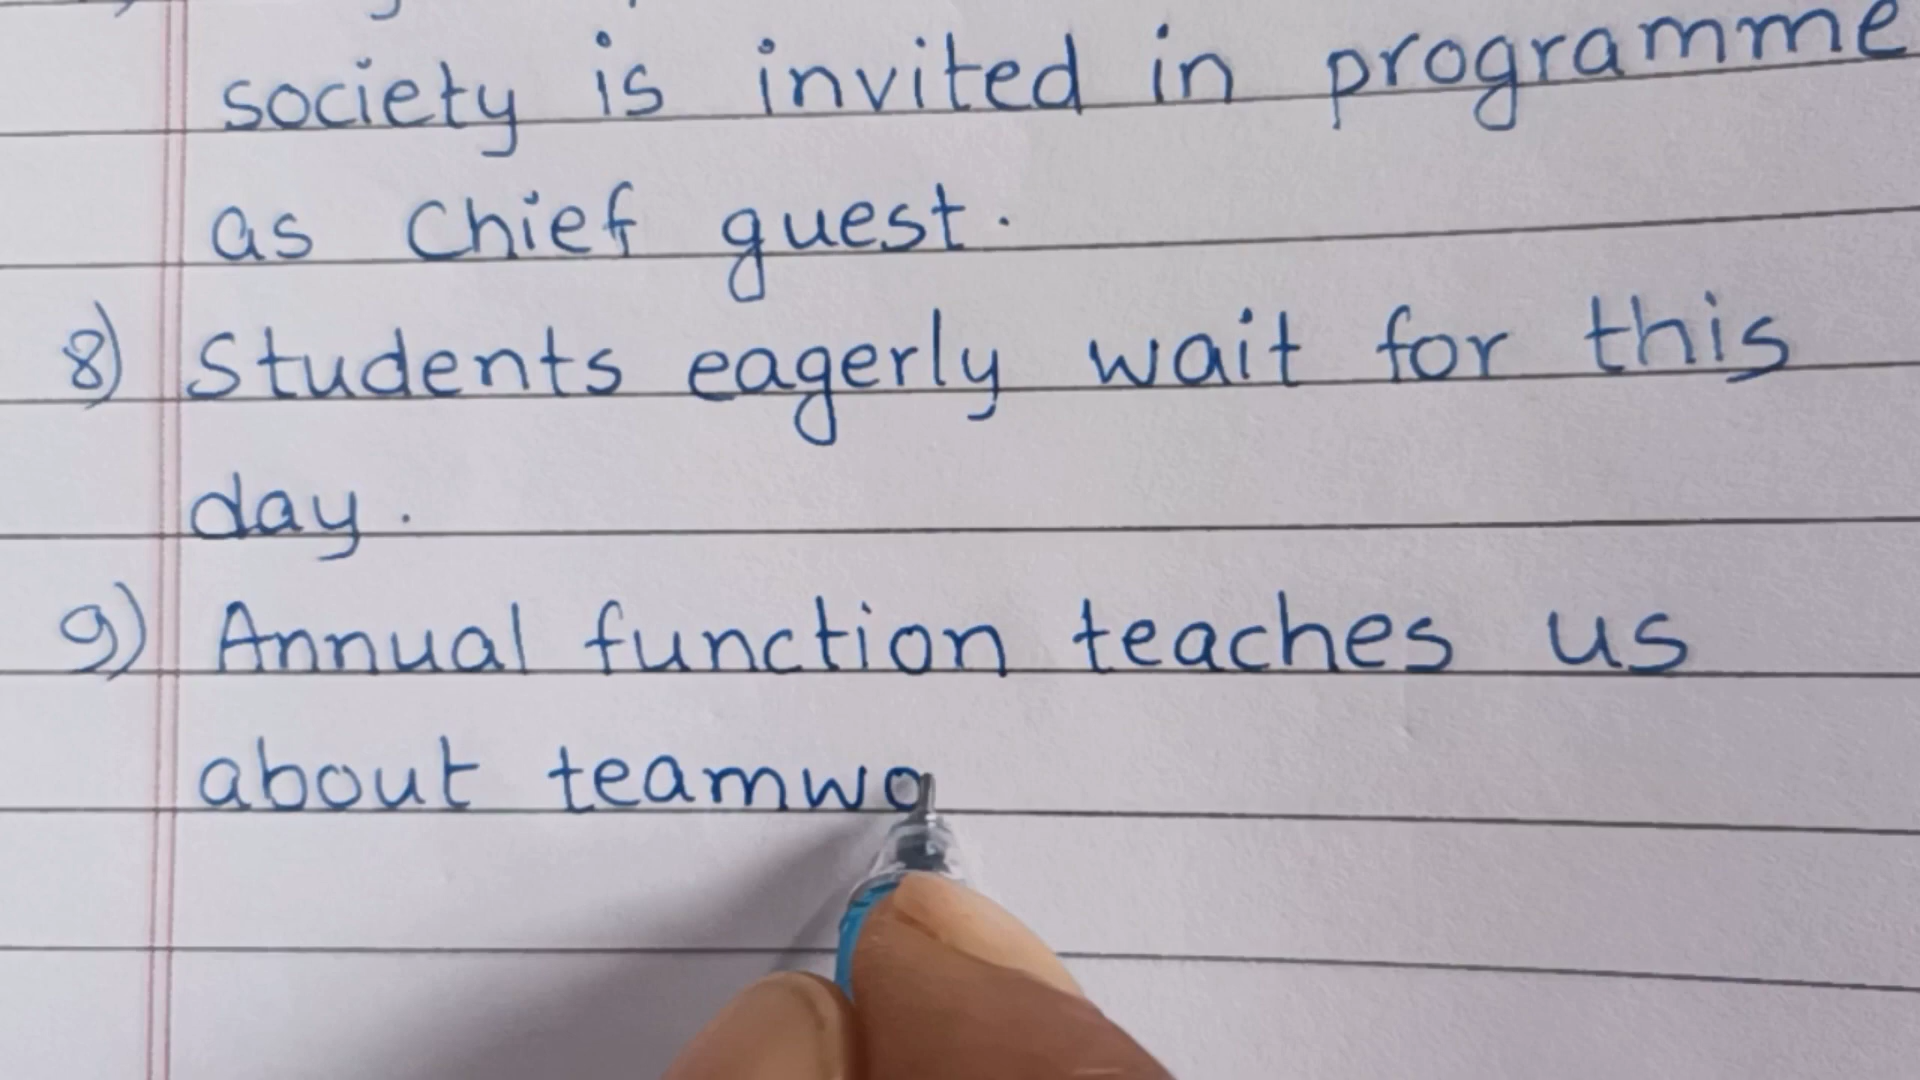 society is invited in programme
as Chief guest.
8) Students eagerly wait for this
day.
9) Annual function teaches us
about teamwo